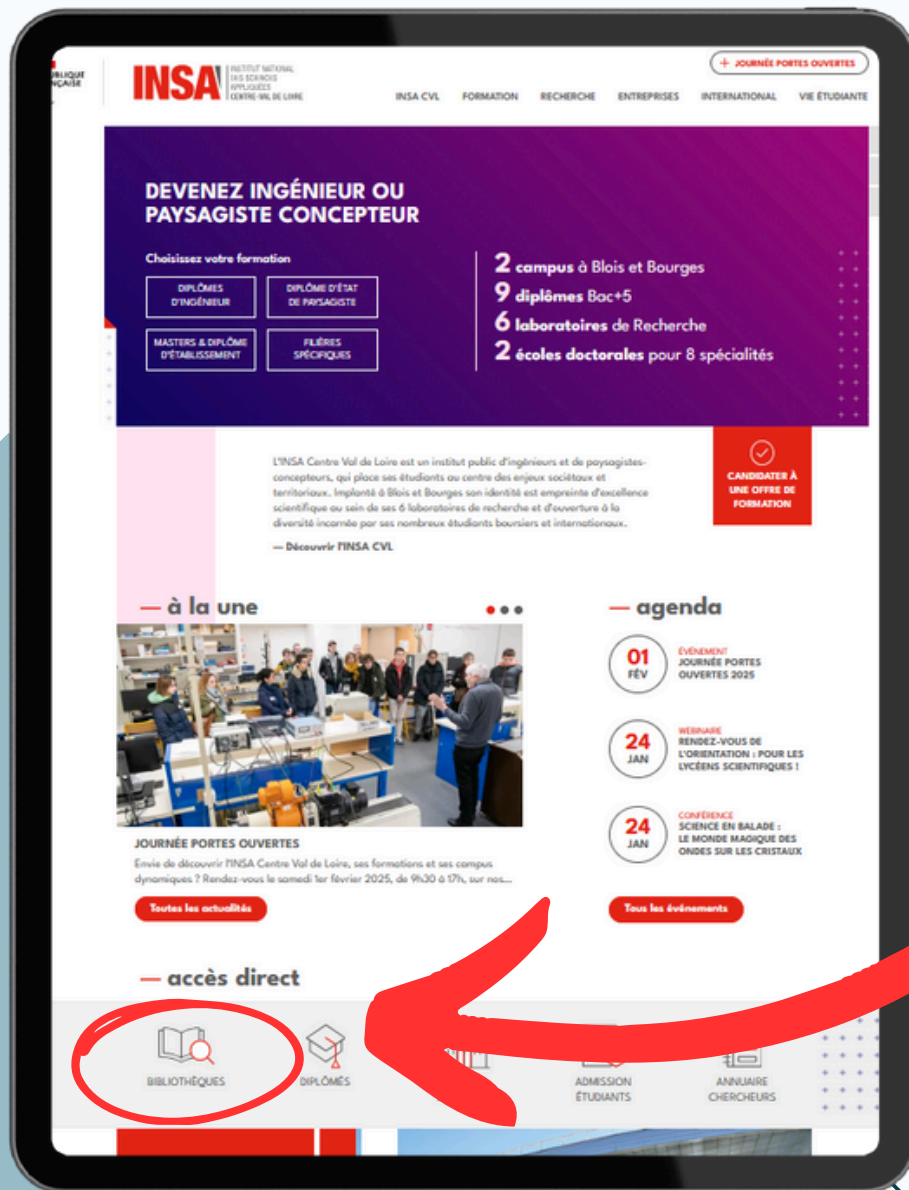 INSA
INSTITUT NATIONAL
DES SCIENCES
APPLIQUÉES
CENTRE-VAL DE LOIRE
+ JOURNÉE PORTES OUVERTES
INSA CVL FORMATION RECHERCHE ENTREPRISES INTERNATIONAL VIE ÉTUDIANTE
DEVENEZ INGÉNIEUR OU
PAYSAGISTE CONCEPTEUR
Choisissez votre formation
DIPLÔMES
D'INGÉNIEUR
DIPLÔME D'ÉTAT
DE PAYSAGISTE
MASTERS & DIPLÔME
D'ÉTABLISSEMENT
FILIÈRES
SPÉCIFIQUES
2 campus à Blois et Bourges
9 diplômes Bac+5
6 laboratoires de Recherche
2 écoles doctorales pour 8 spécialités
L'INSA Centre Val de Loire est un institut public d'ingénieurs et de paysagistes-
concepteurs, qui place ses étudiants au centre des enjeux sociétaux et
territoriaux. Implanté à Blois et Bourges son identité est empreinte d'excellence
scientifique au sein de ses 6 laboratoires de recherche et d'ouverture à la
diversité incarnée par ses nombreux étudiants boursiers et internationaux.
— Découvrir l'INSA CVL
CANDIDATER À
UNE OFFRE DE
FORMATION
— à la une
JOURNÉE PORTES OUVERTES
Envie de découvrir l'INSA Centre Val de Loire, ses formations et ses campus
dynamiques ? Rendez-vous le samedi 1er février 2025, de 9h30 à 17h, sur nos...
Toutes les actualités
— agenda
01
FÉV
ÉVÉNEMENT
JOURNÉE PORTES
OUVERTES 2025
24
JAN
WEBINAIRE
RENDEZ-VOUS DE
L'ORIENTATION : POUR LES
LYCÉENS SCIENTIFIQUES !
24
JAN
CONFÉRENCE
SCIENCE EN BALADE :
LE MONDE MAGIQUE DES
ONDES SUR LES CRISTAUX
Tous les événements
— accès direct
BIBLIOTHÈQUES
DIPLÔMÉS
ADMISSION
ÉTUDIANTS
ANNUAIRE
CHERCHEURS